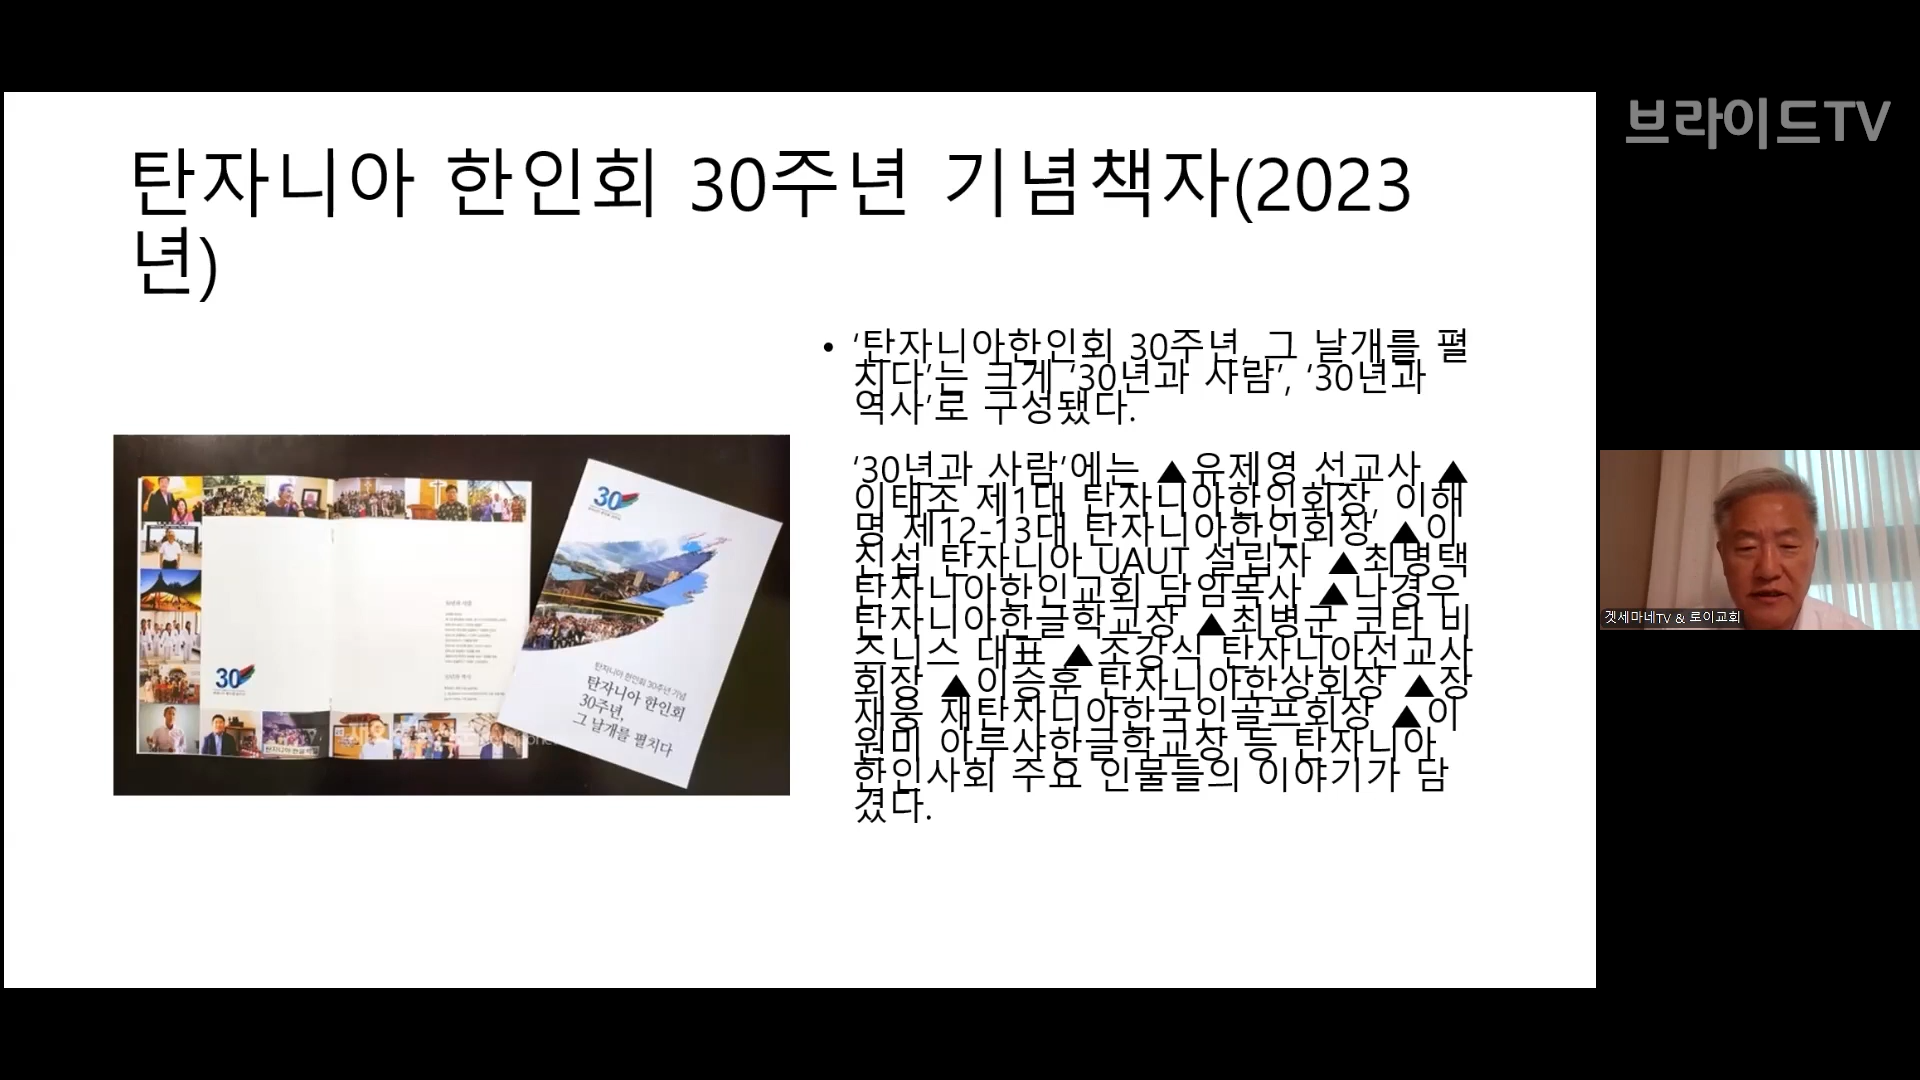 브라이드TV
탄자니아 한인회 30주년 기념책자(2023
년)
• ‘탄자니아한인회 30주년, 그 날개를 펼
치다’는 크게 ‘30년과 사람’, ‘30년과
역사’로 구성됐다.
‘30년과 사람’에는 ▲유제영 선교사 ▲
이태조 제1대 탄자니아한인회장, 이해
명 제12-13대 탄자니아한인회장 ▲이
진섭 탄자니아 UAUT 설립자 ▲최병택
탄자니아한인교회 담임목사 ▲나경우
탄자니아한글학교장 ▲최병군 코타 비
즈니스 대표 ▲조강식 탄자니아선교사
회장 ▲이승훈 탄자니아한상회장 ▲장
재웅 재탄자니아한국인골프회장 ▲이
원미 아루샤한글학교장 등 탄자니아
한인사회 주요 인물들의 이야기가 담
겼다.
30
30
탄자니아 한인회 30주년 기념
탄자니아 한인회
30주년,
그 날개를 펼치다
겟세마네TV & 로이교회